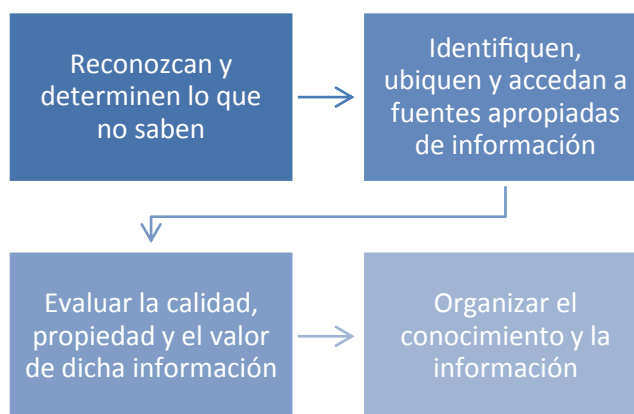 Reconozcan y
determinen lo que
no saben
Identifiquen,
ubiquen y accedan a
fuentes apropiadas
de información
Evaluar la calidad,
propiedad y el valor
de dicha información
Organizar el
conocimiento y la
información